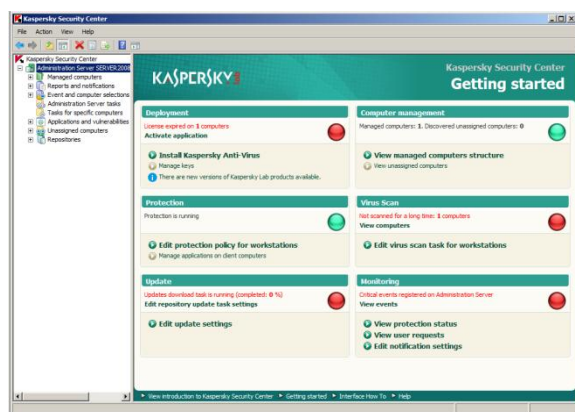 Kaspersky Security Center
File Action View Help
Kaspersky Security Center
Administration Server SERVER2008
Managed computers
Reports and notifications
Event and computer selections
Administration Server tasks
Tasks for specific computers
Applications and vulnerabilities
Unassigned computers
Repositories
KASPERSKY
Kaspersky Security Center
Getting started
Deployment
License expired on 1 computers
Activate application
Install Kaspersky Anti-Virus
Manage keys
There are new versions of Kaspersky Lab products available.
Computer management
Managed computers: 1. Discovered unassigned computers: 0
View managed computers structure
View unassigned computers
Protection
Protection is running
Edit protection policy for workstations
Manage applications on client computers
Virus Scan
Not scanned for a long time: 1 computers
View computers
Edit virus scan task for workstations
Update
Updates download task is running (completed: 0 %)
Edit repository update task settings
Edit update settings
Monitoring
Critical events registered on Administration Server
View events
View protection status
View user requests
Edit notification settings
View introduction to Kaspersky Security Center Getting started Interface How To Help